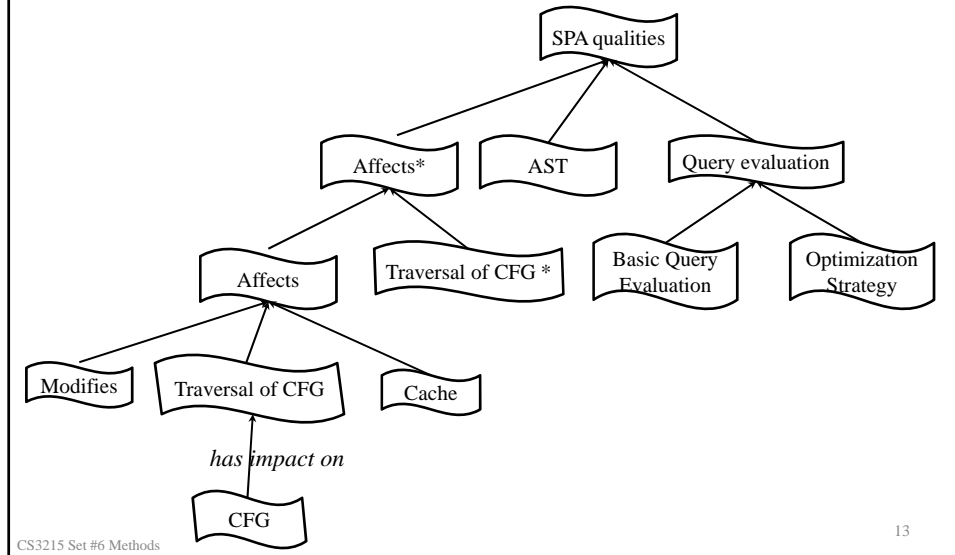 SPA qualities
Affects*
AST
Query evaluation
Affects
Traversal of CFG *
Basic Query
Evaluation
Optimization
Strategy
Modifies
Traversal of CFG
Cache
has impact on
CFG
CS3215 Set #6 Methods
13